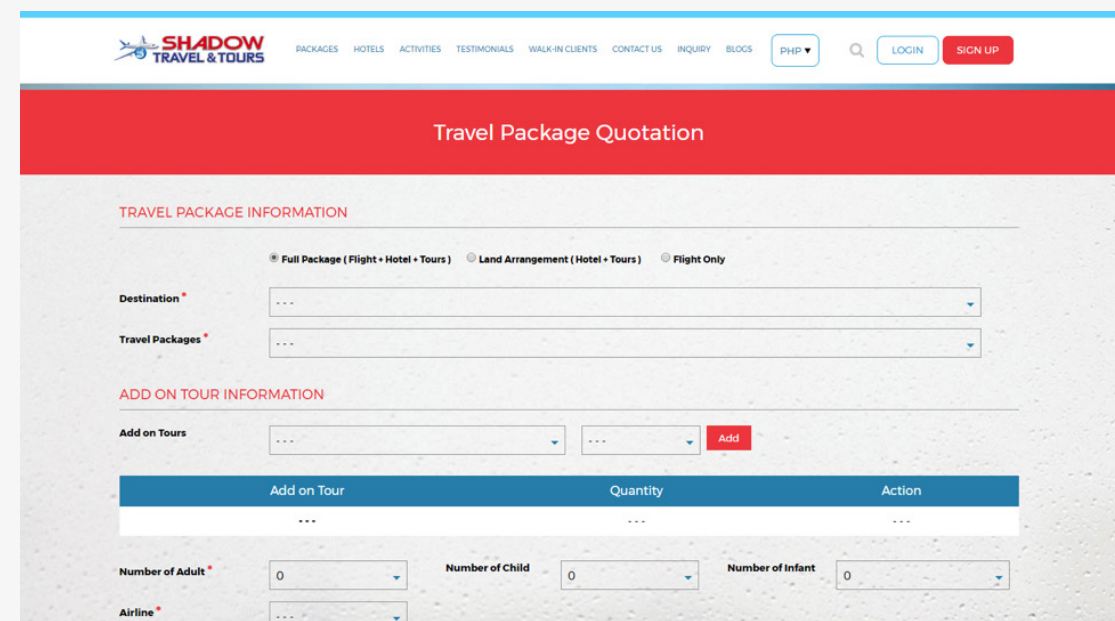 SHADOW
TRAVEL & TOURS
PACKAGES HOTELS ACTIVITIES TESTIMONIALS WALK-IN CLIENTS CONTACT US INQUIRY BLOGS PHP ▼ LOGIN SIGN UP
Travel Package Quotation
TRAVEL PACKAGE INFORMATION
Full Package ( Flight + Hotel + Tours ) Land Arrangement ( Hotel + Tours ) Flight Only
Destination * - - -
Travel Packages * - - -
ADD ON TOUR INFORMATION
Add on Tours - - - - - - Add
Add on Tour Quantity Action
- - - - - - - - -
Number of Adult * 0 Number of Child 0 Number of Infant 0
Airline * - - -